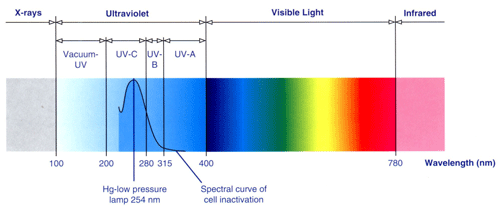 X-rays Ultraviolet Visible Light Infrared
Vacuum-
UV
UV-C
UV-
B
UV-A
100 200 280 315 400 780 Wavelength (nm)
Hg-low pressure
lamp 254 nm
Spectral curve of
cell inactivation